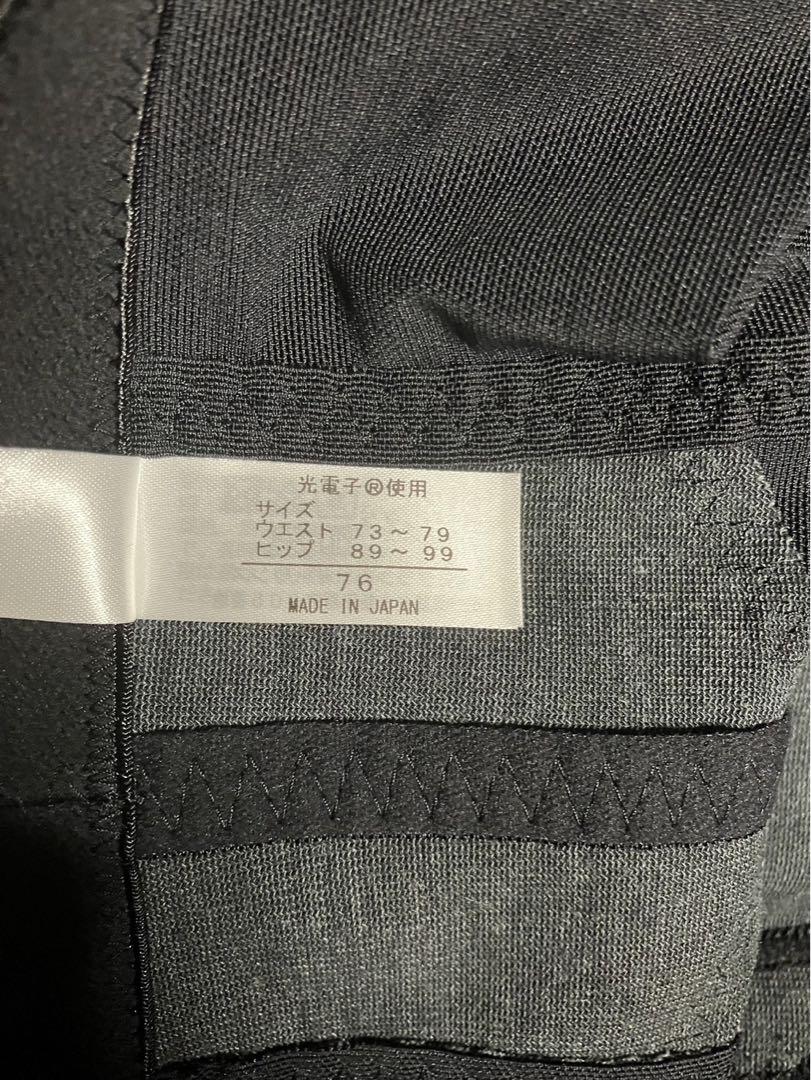 光電子®使用
サイズ
ウエスト 73〜79
ヒップ 89〜99
76
MADE IN JAPAN